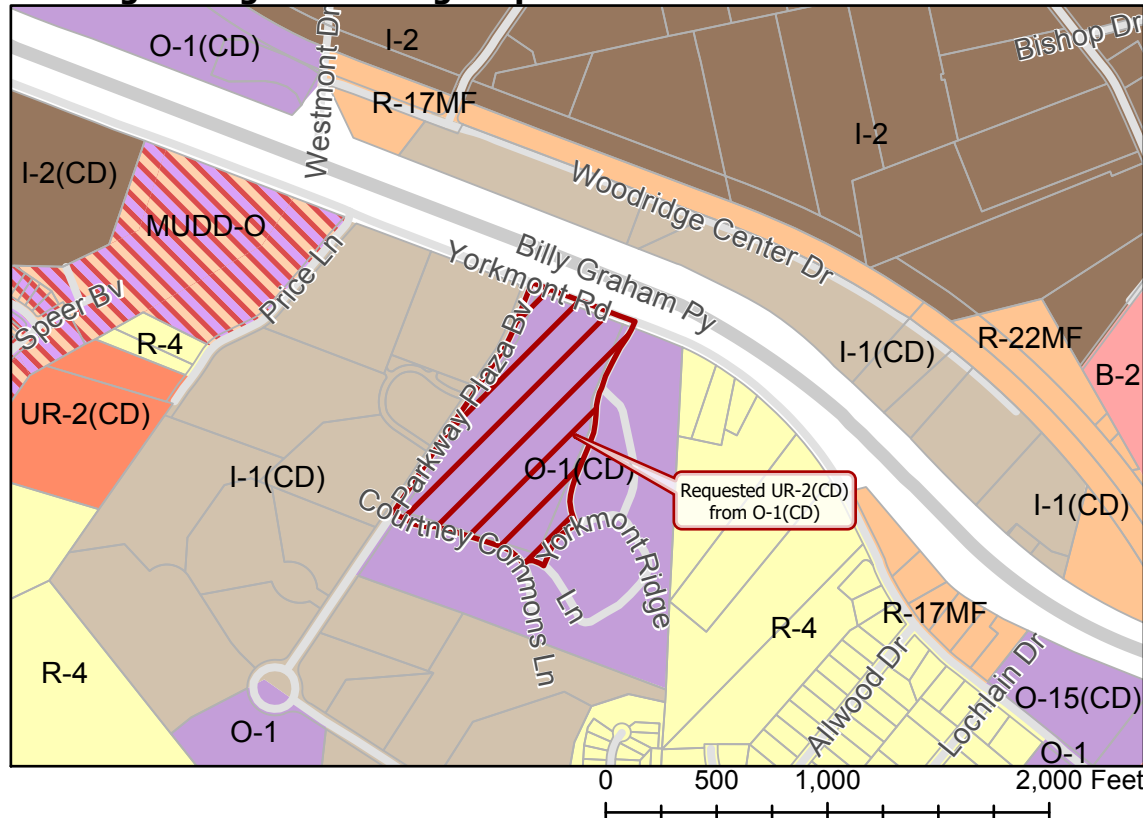 O-1(CD)
Westmont Dr
I-2
Bishop Dr
R-17MF
I-2
I-2(CD)
Woodridge Center Dr
MUDD-O
Billy Graham Py
Yorkmont Rd
Price Ln
Speer Bv
R-4
I-1(CD)
R-22MF
B-2
UR-2(CD)
Parkway Plaza Bv
I-1(CD)
O-1(CD)
Requested UR-2(CD)
from O-1(CD)
I-1(CD)
Courtney Commons Ln
Yorkmont Ridge Ln
R-17MF
R-4
R-4
Allwood Dr
Lochlain Dr
O-15(CD)
O-1
O-1
0 500 1,000 2,000 Feet